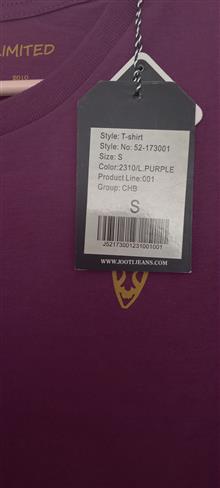 LIMITED
2010
Style: T-shirt
Style: No: 52-173001
Size: S
Color:2310/L.PURPLE
Product Line:001
Group: CHB
S
J52173001231001001
WWW.JOOTIJEANS.COM